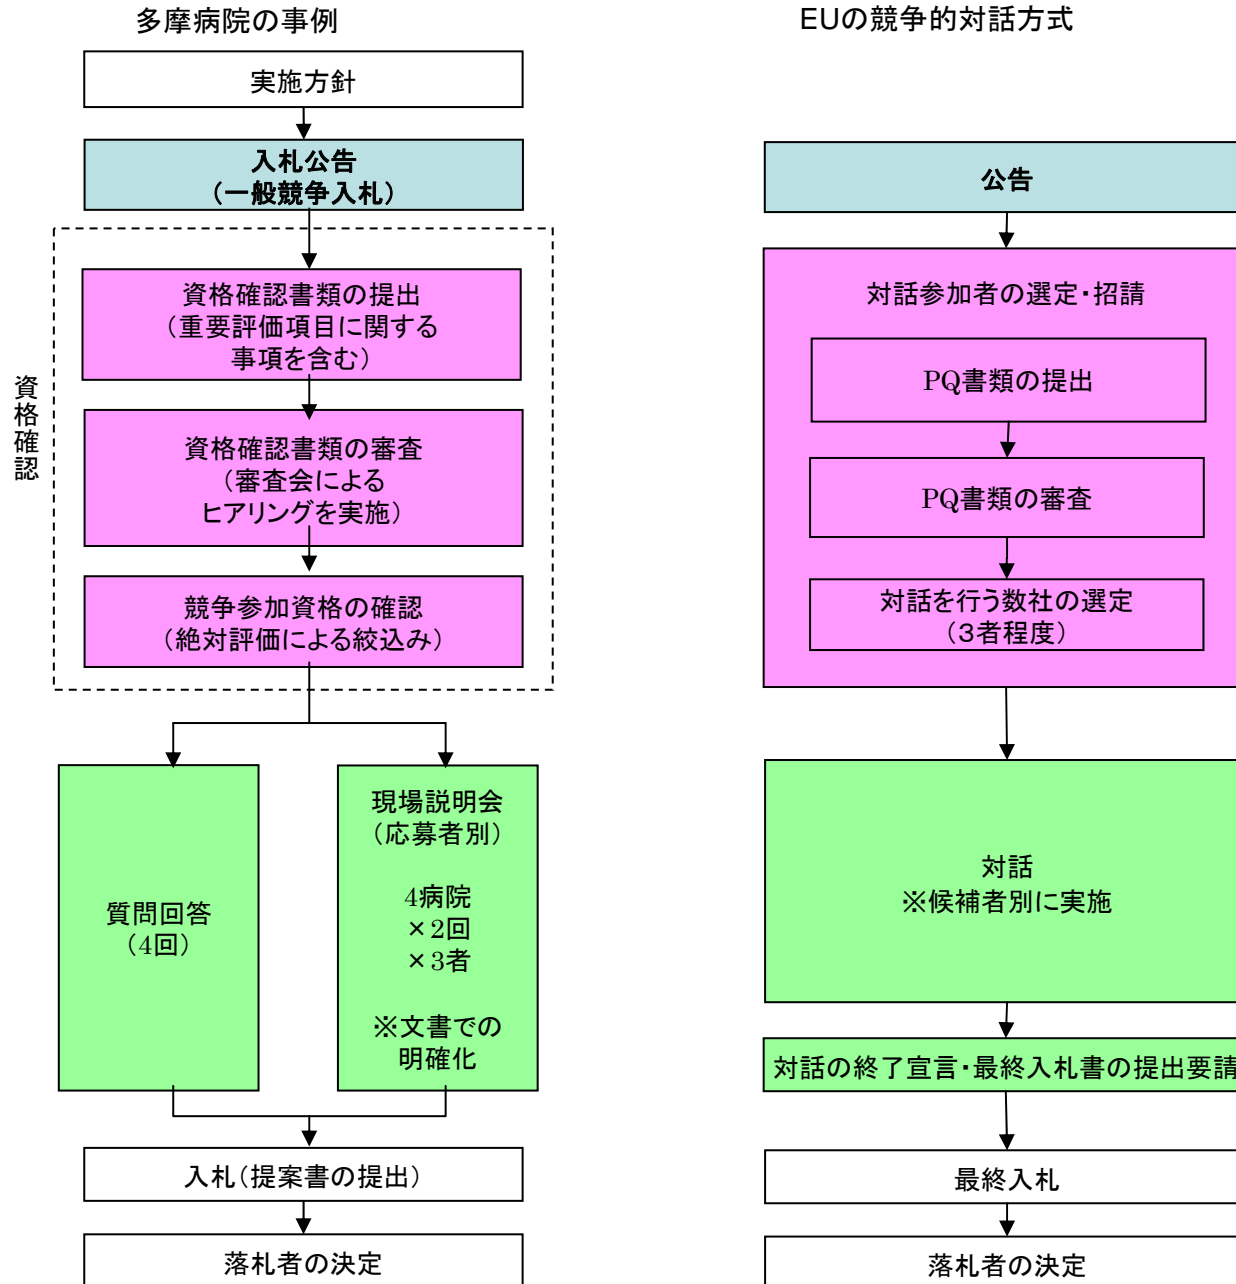 多摩病院の事例
実施方針
入札公告
（一般競争入札）
資格確認
資格確認書類の提出
（重要評価項目に関する
事項を含む）
資格確認書類の審査
（審査会による
ヒアリングを実施）
競争参加資格の確認
（絶対評価による絞込み）
質問回答
（4回）
現場説明会
（応募者別）
4病院
×2回
×3者
※文書での
明確化
入札（提案書の提出）
落札者の決定
EUの競争的対話方式
公告
対話参加者の選定・招請
PQ書類の提出
PQ書類の審査
対話を行う数社の選定
（3者程度）
対話
※候補者別に実施
対話の終了宣言・最終入札書の提出要請
最終入札
落札者の決定